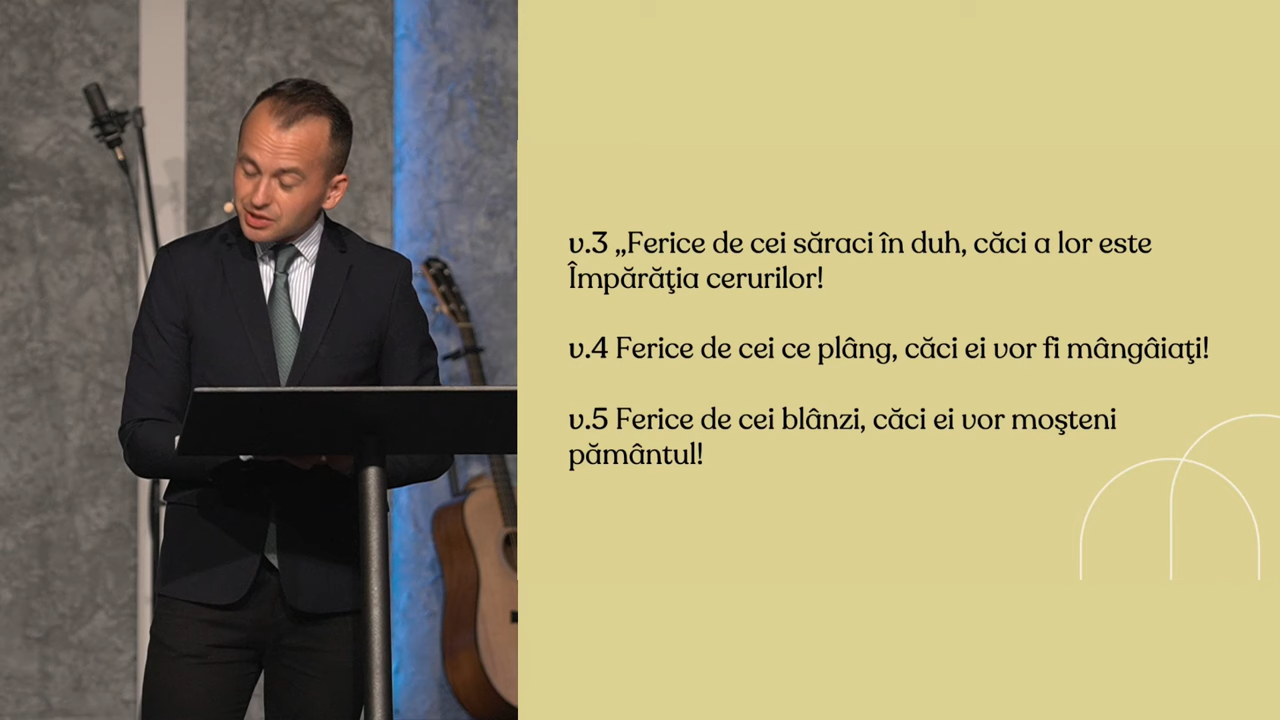 v.3 „Ferice de cei săraci în duh, căci a lor este
Împărăţia cerurilor!
v.4 Ferice de cei ce plâng, căci ei vor fi mângâiaţi!
v.5 Ferice de cei blânzi, căci ei vor moşteni
pământul!